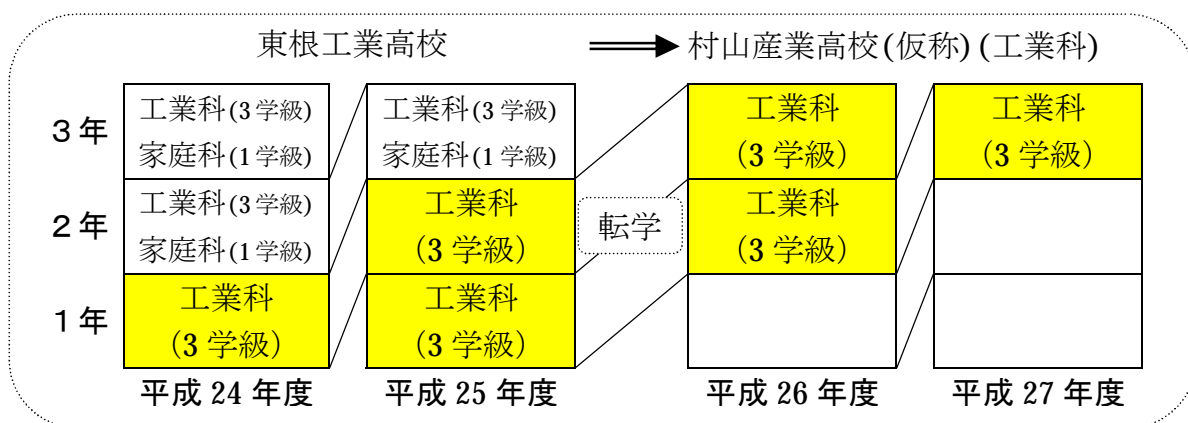 東根工業高校
村山産業高校(仮称)(工業科)
3年
工業科(3学級)
家庭科(1学級)
工業科(3学級)
家庭科(1学級)
工業科
(3学級)
工業科
(3学級)
2年
工業科(3学級)
家庭科(1学級)
工業科
(3学級)
転学
工業科
(3学級)
1年
工業科
(3学級)
工業科
(3学級)
平成24年度
平成25年度
平成26年度
平成27年度